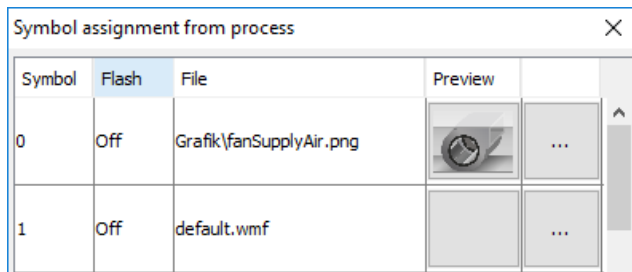 Symbol assignment from process
Symbol Flash File Preview
0 Off Grafik\fanSupplyAir.png ...
1 Off default.wmf ...